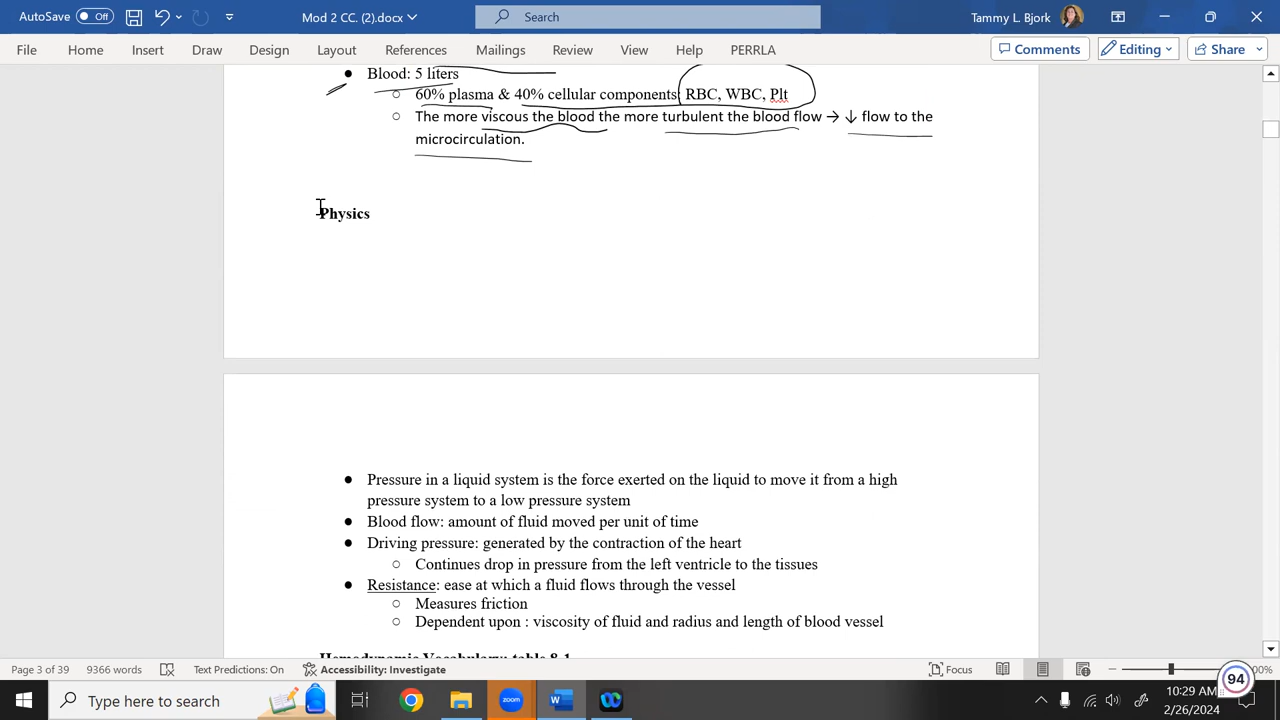 AutoSave Off Mod 2 CC. (2).docx Search Tammy L. Bjork
File Home Insert Draw Design Layout References Mailings Review View Help PERRLA Comments Editing Share
● Blood: 5 liters
○ 60% plasma & 40% cellular components: RBC, WBC, Plt
○ The more viscous the blood the more turbulent the blood flow → ↓ flow to the
microcirculation.
Physics
● Pressure in a liquid system is the force exerted on the liquid to move it from a high
pressure system to a low pressure system
● Blood flow: amount of fluid moved per unit of time
● Driving pressure: generated by the contraction of the heart
○ Continues drop in pressure from the left ventricle to the tissues
● Resistance: ease at which a fluid flows through the vessel
○ Measures friction
○ Dependent upon : viscosity of fluid and radius and length of blood vessel
Hemodynamic Vocabulary: table 8-1
Page 3 of 39 9366 words Text Predictions: On Accessibility: Investigate Focus 94
Type here to search zoom 10:29 AM
2/26/2024